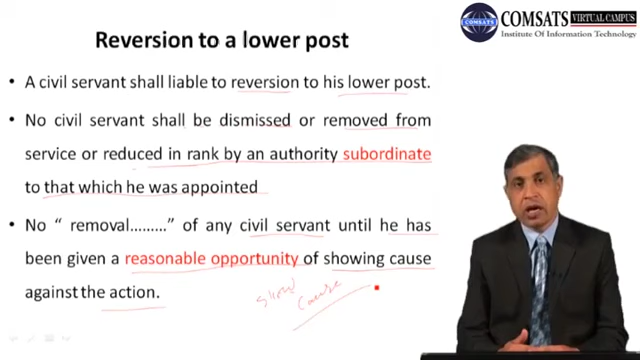 COMSATS VIRTUAL CAMPUS
Institute Of Information Technology
Reversion to a lower post
• A civil servant shall liable to reversion to his lower post.
• No civil servant shall be dismissed or removed from
service or reduced in rank by an authority subordinate
to that which he was appointed
• No “ removal………” of any civil servant until he has
been given a reasonable opportunity of showing cause
against the action.
Show
cause